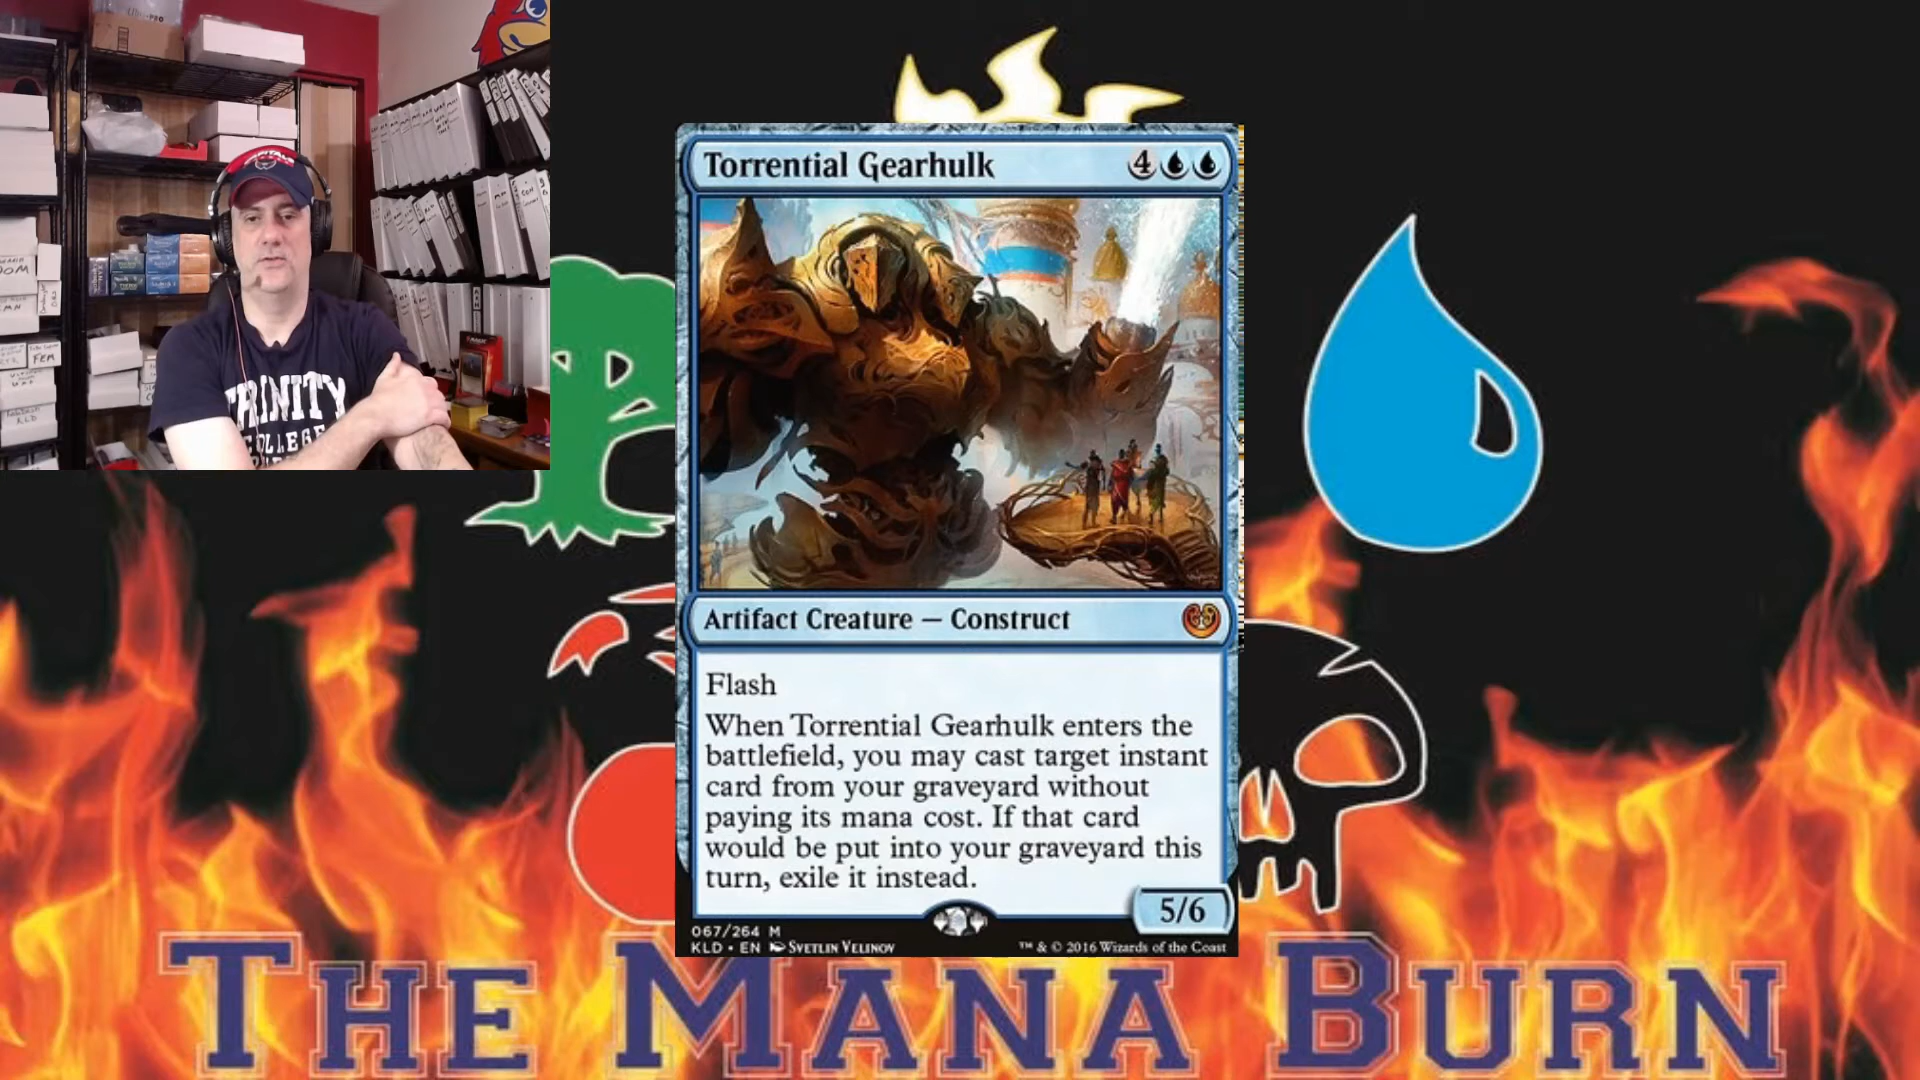 Torrential Gearhulk 4
Artifact Creature — Construct
Flash
When Torrential Gearhulk enters the
battlefield, you may cast target instant
card from your graveyard without
paying its mana cost. If that card
would be put into your graveyard this
turn, exile it instead.
5/6
067/264 M
KLD • EN Svetlin Velinov
™ & © 2016 Wizards of the Coast
TRINITY
COLLEGE
FEM
KLD
The Mana Burn